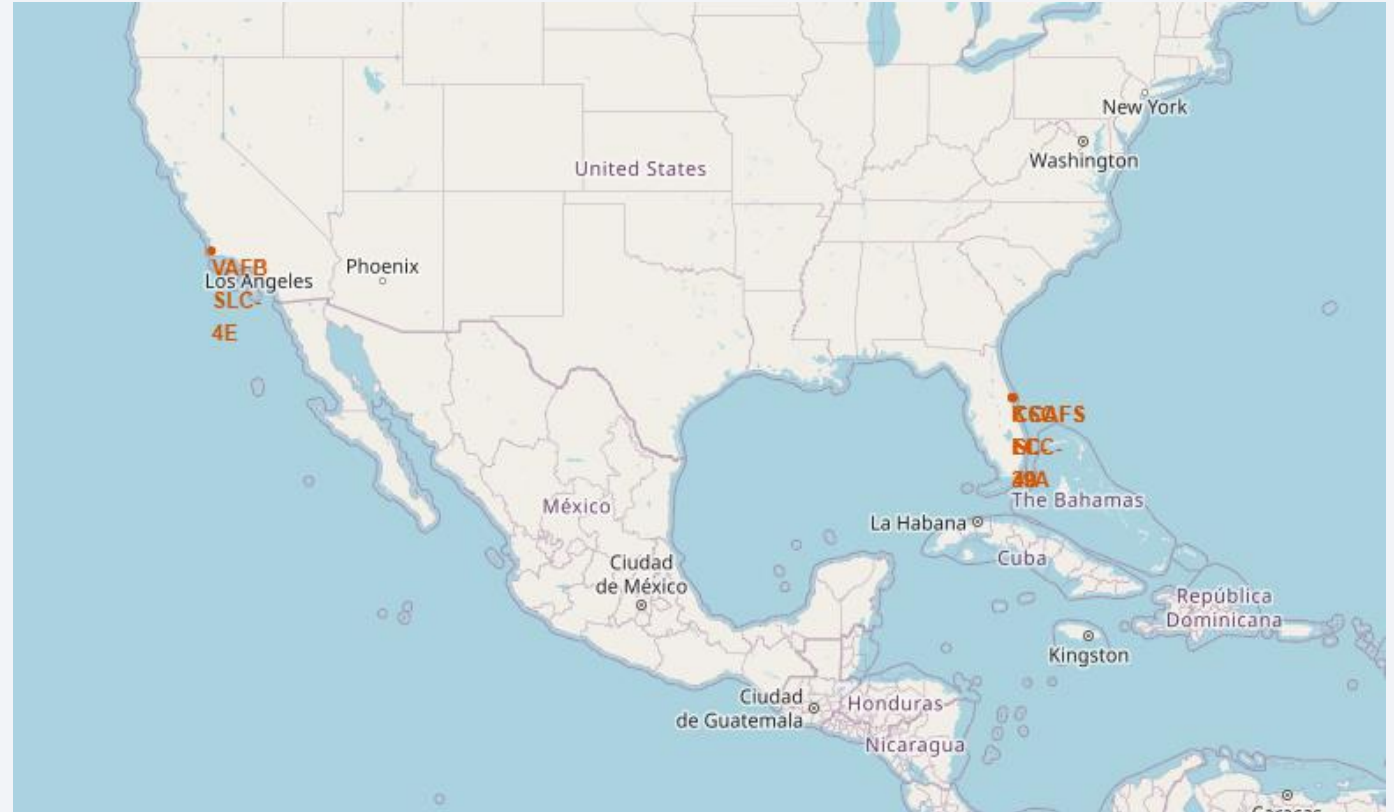 New York
Washington
United States
VAFB
Los Angeles
SLC-
4E
Phoenix
The Bahamas
La Habana
México
Cuba
Ciudad
de México
República
Dominicana
Kingston
Ciudad
de Guatemala
Honduras
Nicaragua